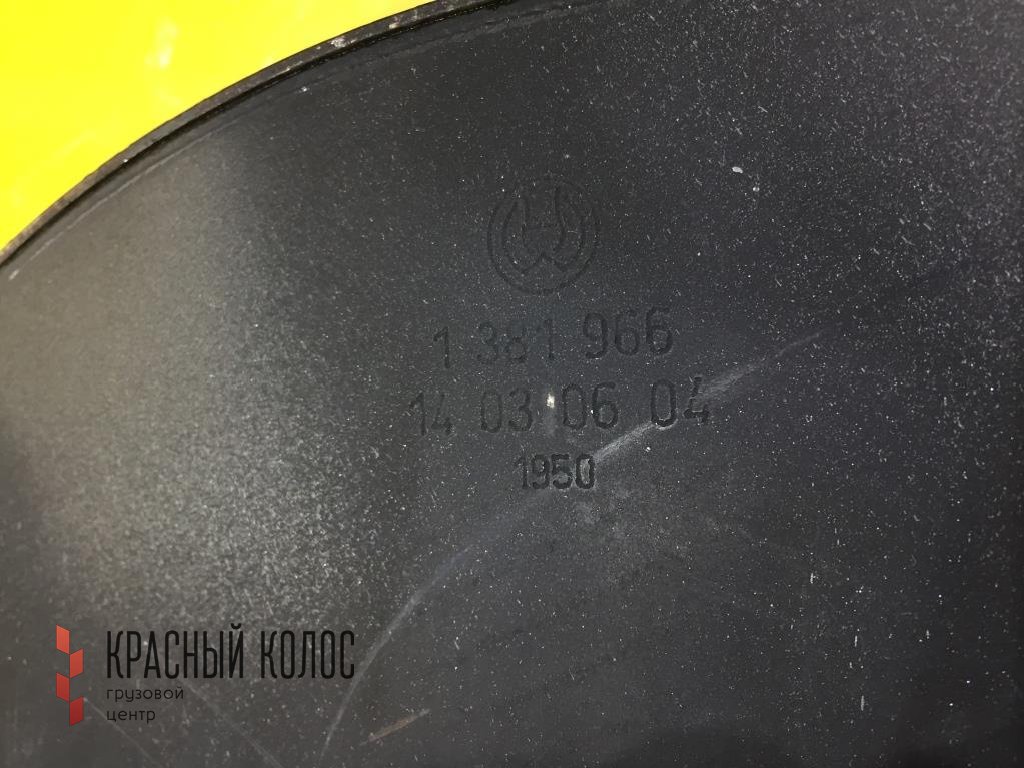 1 381 966
14 03 06 04
1950
КРАСНЫЙ КОЛОС
грузовой
центр